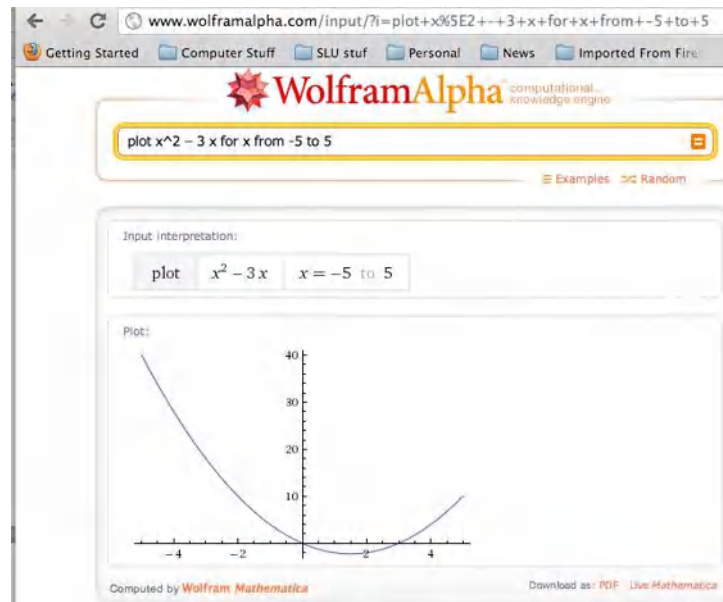 www.wolframalpha.com/input/?i=plot+x%5E2+-+3+x+for+x+from+-5+to+5
Getting Started Computer Stuff SLU stuf Personal News Imported From Fire
WolframAlpha computational... knowledge engine
plot x^2 – 3 x for x from -5 to 5
Examples Random
Input interpretation:
plot x² – 3 x x = –5 to 5
Plot:
40
30
20
10
-4 -2 2 4
Computed by Wolfram Mathematica Download as: PDF Live Mathematica